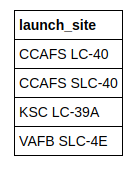 launch_site
CCAFS LC-40
CCAFS SLC-40
KSC LC-39A
VAFB SLC-4E